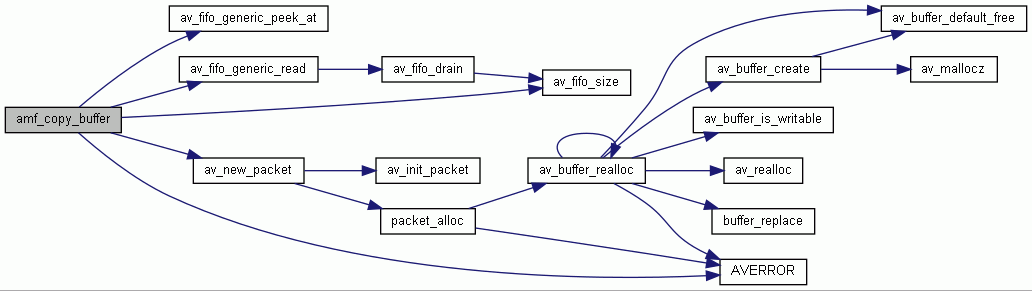 av_fifo_generic_peek_at
av_buffer_default_free
av_fifo_generic_read
av_fifo_drain
av_buffer_create
av_mallocz
av_fifo_size
amf_copy_buffer
av_buffer_is_writable
av_new_packet
av_init_packet
av_buffer_realloc
av_realloc
packet_alloc
buffer_replace
AVERROR